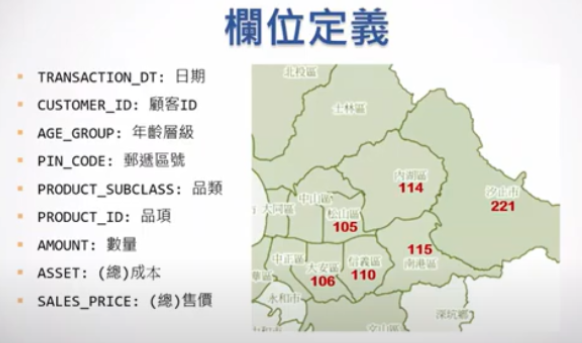 欄位定義
TRANSACTION_DT: 日期
CUSTOMER_ID: 顧客ID
AGE_GROUP: 年齡層級
PIN_CODE: 郵遞區號
PRODUCT_SUBCLASS: 品類
PRODUCT_ID: 品項
AMOUNT: 數量
ASSET: (總)成本
SALES_PRICE: (總)售價
北投區
士林區
內湖區
114
汐止市
221
中山區
大同區
松山區
105
115
南港區
中正區
大安區
106
信義區
110
永和市
深坑鄉
文山區